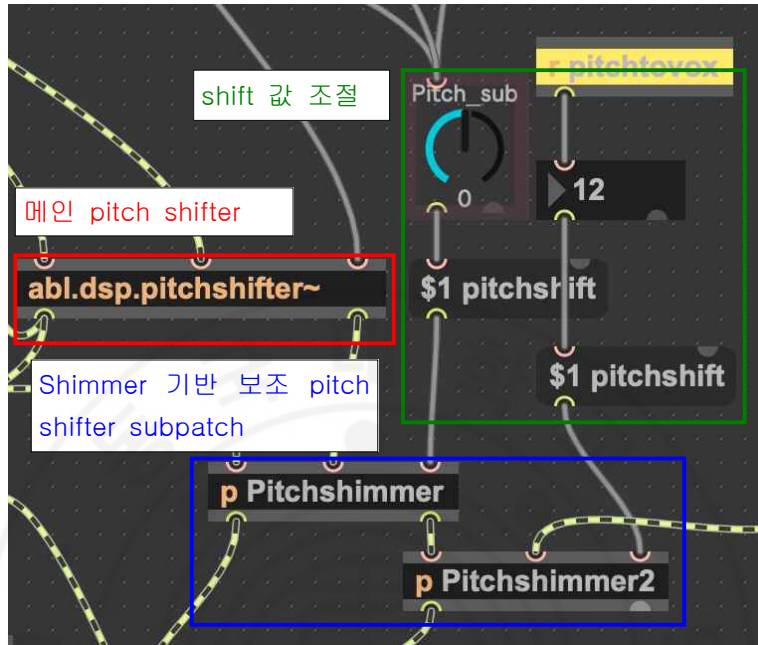 shift 값 조절
Pitch_sub
r pitchtovox
0
12
메인 pitch shifter
abl.dsp.pitchshifter~
$1 pitchshift
Shimmer 기반 보조 pitch
shifter subpatch
$1 pitchshift
p Pitchshimmer
p Pitchshimmer2